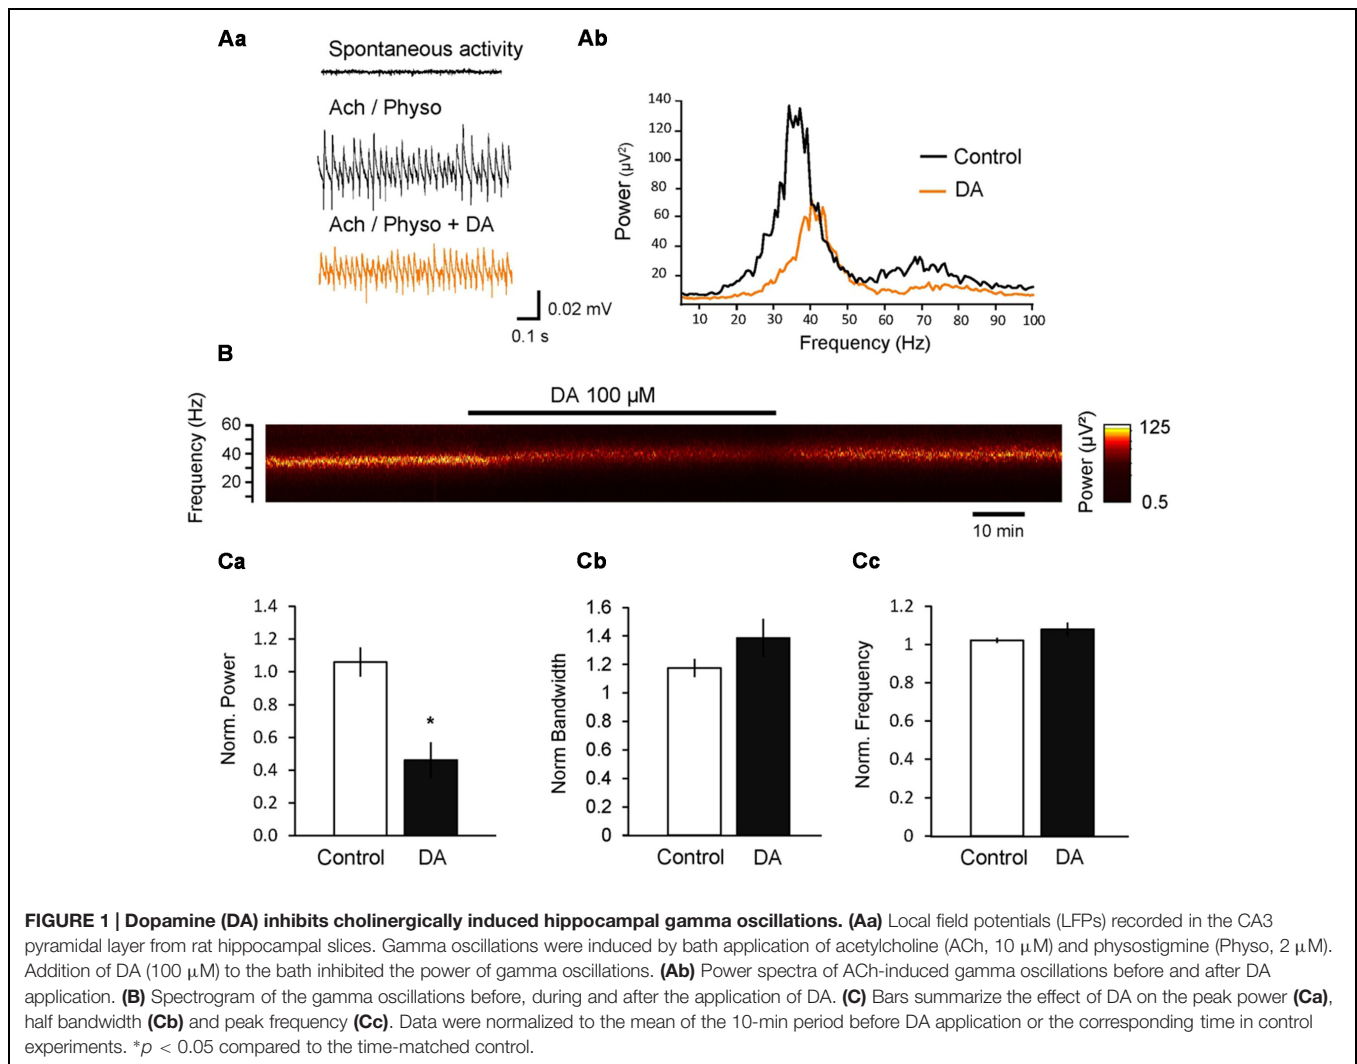 Aa
Spontaneous activity
Ach / Physo
Ach / Physo + DA
0.02 mV
0.1 s
Ab
140
120
100
80
60
40
20
Power (µV²)
10 20 30 40 50 60 70 80 90 100
Frequency (Hz)
Control
DA
B
DA 100 µM
Frequency (Hz)
60
40
20
Power (µV²)
125
0.5
10 min
Ca
Norm. Power
1.4
1.2
1.0
0.8
0.6
0.4
0.2
0.0
*
Control DA
Cb
Norm Bandwidth
1.6
1.4
1.2
1
0.8
0.6
0.4
0.2
0
Control DA
Cc
Norm. Frequency
1.2
1
0.8
0.6
0.4
0.2
0
Control DA
FIGURE 1 | Dopamine (DA) inhibits cholinergically induced hippocampal gamma oscillations. (Aa) Local field potentials (LFPs) recorded in the CA3
pyramidal layer from rat hippocampal slices. Gamma oscillations were induced by bath application of acetylcholine (ACh, 10 µM) and physostigmine (Physo, 2 µM).
Addition of DA (100 µM) to the bath inhibited the power of gamma oscillations. (Ab) Power spectra of ACh-induced gamma oscillations before and after DA
application. (B) Spectrogram of the gamma oscillations before, during and after the application of DA. (C) Bars summarize the effect of DA on the peak power (Ca),
half bandwidth (Cb) and peak frequency (Cc). Data were normalized to the mean of the 10-min period before DA application or the corresponding time in control
experiments. *p < 0.05 compared to the time-matched control.